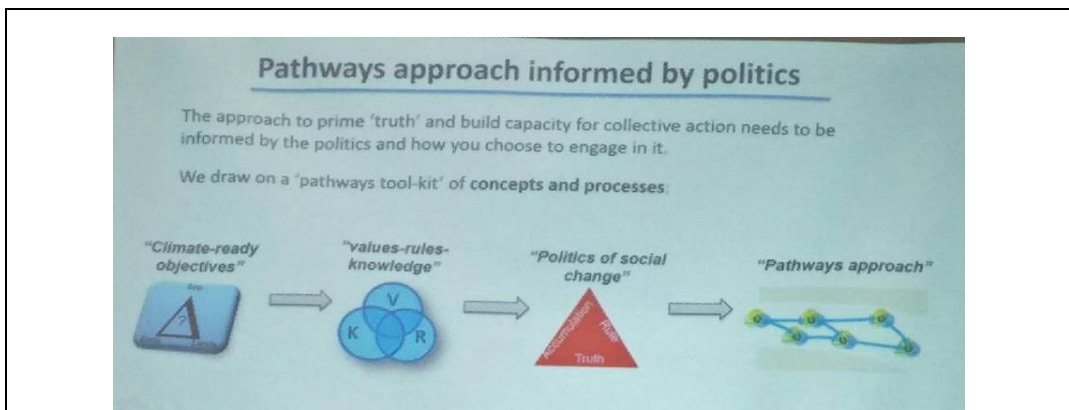 Pathways approach informed by politics
The approach to prime 'truth' and build capacity for collective action needs to be
informed by the politics and how you choose to engage in it.
We draw on a 'pathways tool-kit' of concepts and processes:
"Climate-ready
objectives"
"values-rules-
knowledge"
"Politics of social
change"
"Pathways approach"
?
V
K R
Accumulation
Rule
Truth